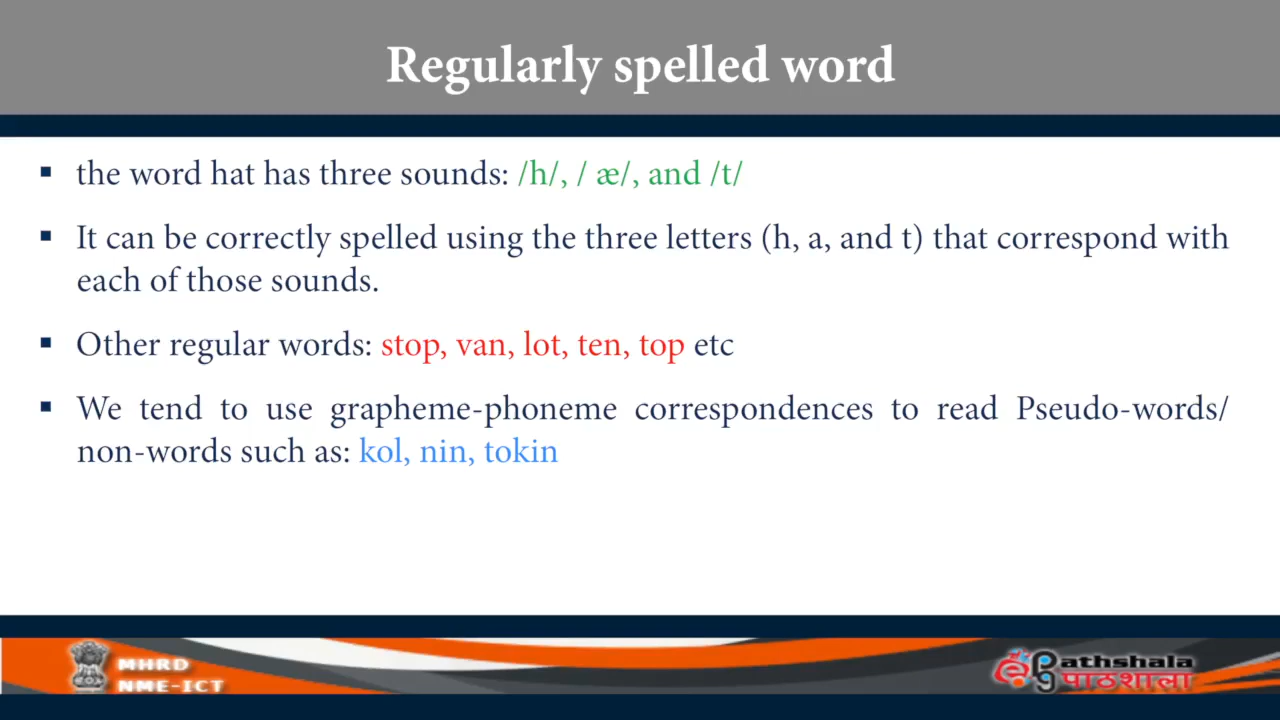 Regularly spelled word
▪ the word hat has three sounds: /h/, / æ/, and /t/
▪ It can be correctly spelled using the three letters (h, a, and t) that correspond with
each of those sounds.
▪ Other regular words: stop, van, lot, ten, top etc
▪ We tend to use grapheme-phoneme correspondences to read Pseudo-words/
non-words such as: kol, nin, tokin
MHRD
NME-ICT
Pathshala
पाठशाला